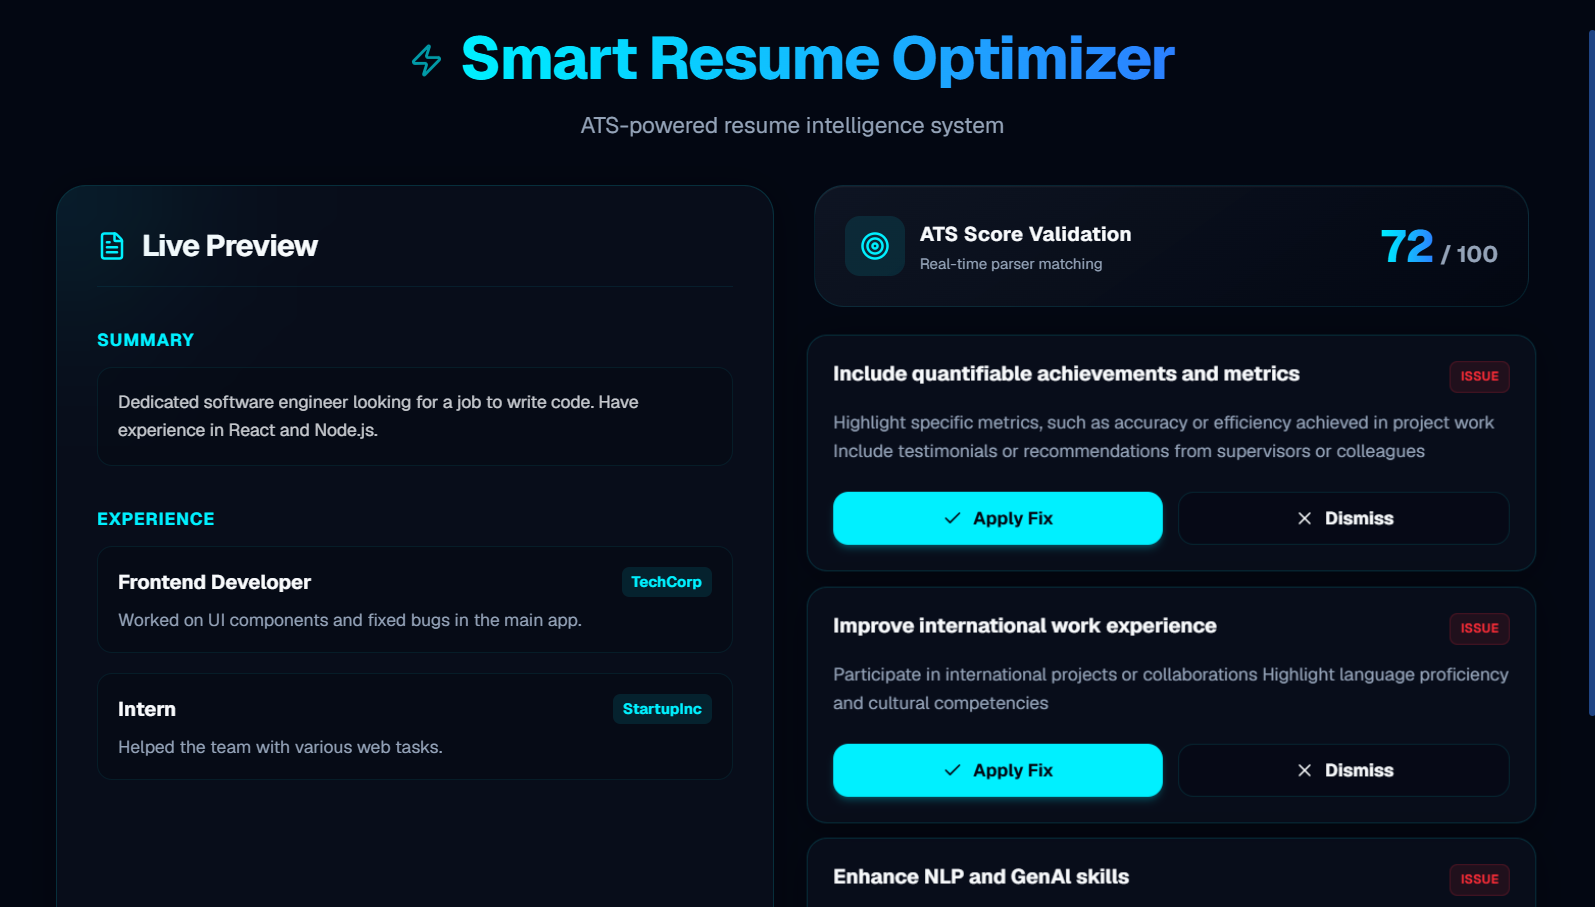 Smart Resume Optimizer
ATS-powered resume intelligence system
Live Preview
SUMMARY
Dedicated software engineer looking for a job to write code. Have
experience in React and Node.js.
EXPERIENCE
Frontend Developer
TechCorp
Worked on UI components and fixed bugs in the main app.
Intern
StartupInc
Helped the team with various web tasks.
ATS Score Validation
Real-time parser matching
72 / 100
Include quantifiable achievements and metrics
ISSUE
Highlight specific metrics, such as accuracy or efficiency achieved in project work
Include testimonials or recommendations from supervisors or colleagues
Apply Fix
Dismiss
Improve international work experience
ISSUE
Participate in international projects or collaborations Highlight language proficiency
and cultural competencies
Apply Fix
Dismiss
Enhance NLP and GenAI skills
ISSUE